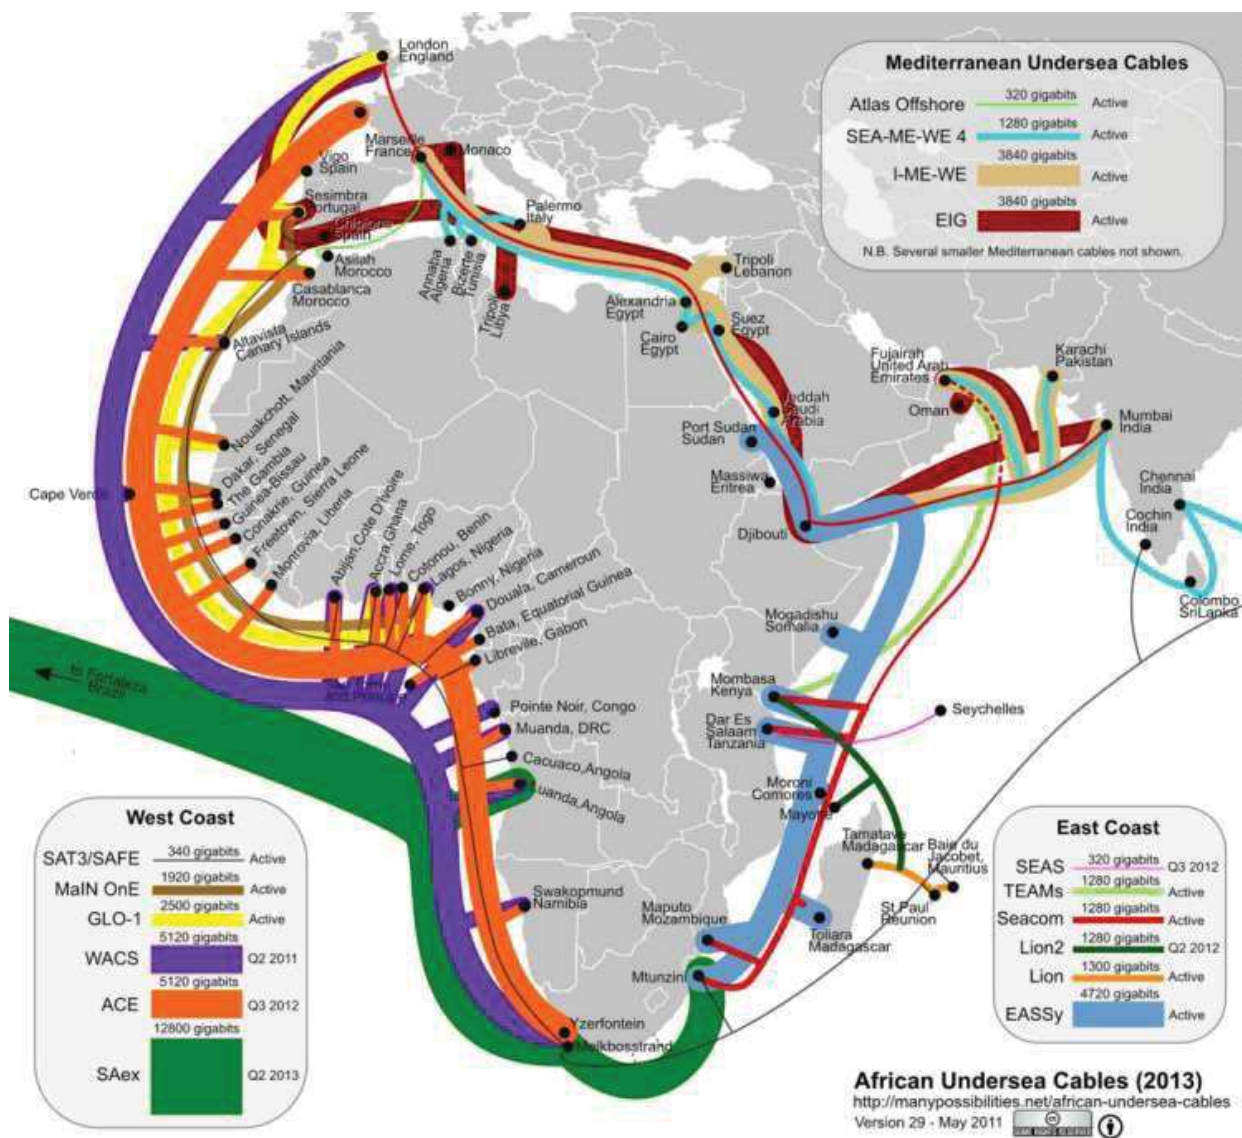 London
England
Marseille
France
Monaco
Vigo
Spain
Sesimbra
Portugal
Spain
Asilah
Morocco
Casablanca
Morocco
Altavista
Canary Islands
Annaba
Algeria
Bizerte
Tunisia
Tripoli
Libya
Palermo
Italy
Tripoli
Lebanon
Alexandria
Egypt
Cairo
Egypt
Suez
Egypt
Jeddah
Saudi
Arabia
Port Sudan
Sudan
Massiwa
Eritrea
Djibouti
Fujairah
United Arab
Emirates
Oman
Karachi
Pakistan
Mumbai
India
Chennai
India
Cochin
India
Colombo
SriLanka
Nouakchott, Mauritania
Dakar, Senegal
The Gambia
Guinea-Bissau
Conakrie, Guinea
Freetown, Sierra Leone
Monrovia, Liberia
Abijan, Cote D'Ivoire
Accra, Ghana
Lome, Togo
Cotonou, Benin
Lagos, Nigeria
Bonny, Nigeria
Douala, Cameroun
Bata, Equatorial Guinea
Libreville, Gabon
Cape Verde
to Fortaleza
Brazil
Pointe Noir, Congo
Muanda, DRC
Cacuaco,Angola
Luanda,Angola
Swakopmund
Namibia
Yzerfontein
Melkbosstrand
Mtunzini
Maputo
Mozambique
Toliara
Madagascar
Tamatave
Madagascar
Baie du
Jacobet,
Mauritius
St Paul
Reunion
Moroni
Comores
Mayotte
Dar Es
Salaam
Tanzania
Mombasa
Kenya
Mogadishu
Somalia
Seychelles
Mediterranean Undersea Cables
Atlas Offshore 320 gigabits Active
SEA-ME-WE 4 1280 gigabits Active
I-ME-WE 3840 gigabits Active
EIG 3840 gigabits Active
N.B. Several smaller Mediterranean cables not shown.
West Coast
SAT3/SAFE 340 gigabits Active
MaIN OnE 1920 gigabits Active
GLO-1 2500 gigabits Active
WACS 5120 gigabits Q2 2011
ACE 5120 gigabits Q3 2012
SAex 12800 gigabits Q2 2013
East Coast
SEAS 320 gigabits Q3 2012
TEAMs 1280 gigabits Active
Seacom 1280 gigabits Active
Lion2 1280 gigabits Q2 2012
Lion 1300 gigabits Active
EASSy 4720 gigabits Active
African Undersea Cables (2013)
http://manypossibilities.net/african-undersea-cables
Version 29 - May 2011
cc
SOME RIGHTS RESERVED